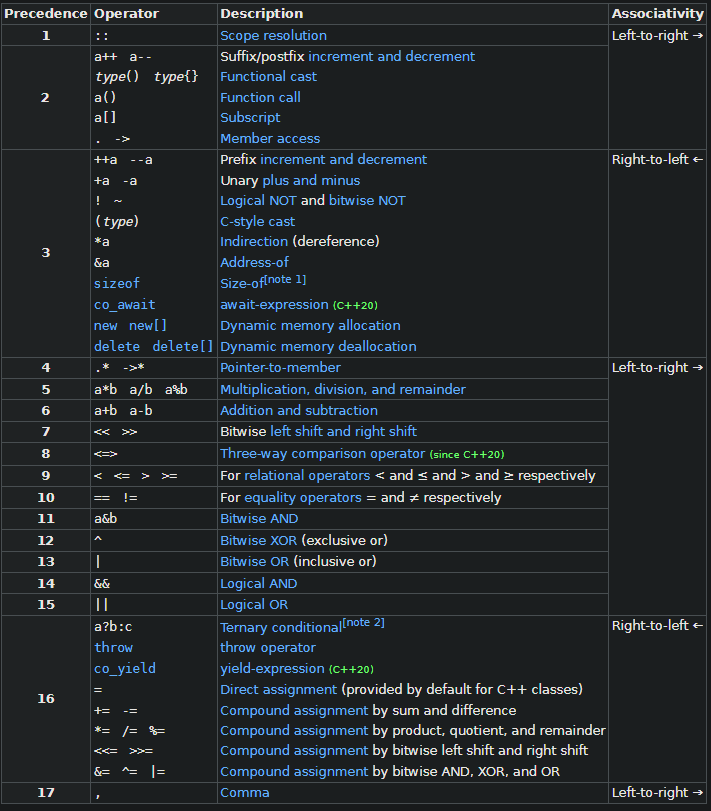 Precedence Operator Description Associativity
1 :: Scope resolution Left-to-right →
a++ a-- Suffix/postfix increment and decrement
type() type{} Functional cast
2 a() Function call
a[] Subscript
. -> Member access
++a --a Prefix increment and decrement Right-to-left ←
+a -a Unary plus and minus
! ~ Logical NOT and bitwise NOT
(type) C-style cast
3 *a Indirection (dereference)
&a Address-of
sizeof Size-of[note 1]
co_await await-expression (C++20)
new new[] Dynamic memory allocation
delete delete[] Dynamic memory deallocation
4 .* ->* Pointer-to-member Left-to-right →
5 a*b a/b a%b Multiplication, division, and remainder
6 a+b a-b Addition and subtraction
7 << >> Bitwise left shift and right shift
8 <=> Three-way comparison operator (since C++20)
9 < <= > >= For relational operators < and ≤ and > and ≥ respectively
10 == != For equality operators = and ≠ respectively
11 a&b Bitwise AND
12 ^ Bitwise XOR (exclusive or)
13 | Bitwise OR (inclusive or)
14 && Logical AND
15 || Logical OR
a?b:c Ternary conditional[note 2] Right-to-left ←
throw throw operator
co_yield yield-expression (C++20)
16 = Direct assignment (provided by default for C++ classes)
+= -= Compound assignment by sum and difference
*= /= %= Compound assignment by product, quotient, and remainder
<<= >>= Compound assignment by bitwise left shift and right shift
&= ^= |= Compound assignment by bitwise AND, XOR, and OR
17 , Comma Left-to-right →